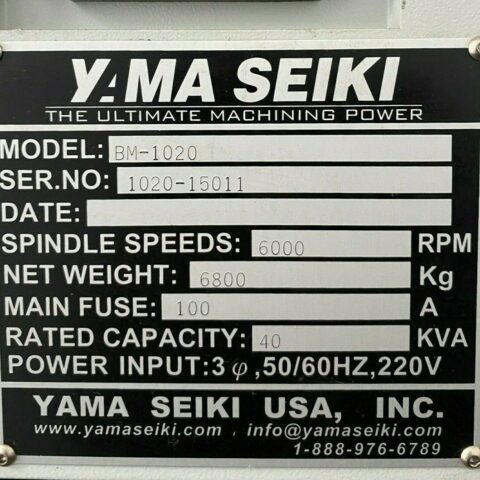 YAMA SEIKI
THE ULTIMATE MACHINING POWER
MODEL: BM-1020
SER.NO: 1020-15011
DATE:
SPINDLE SPEEDS: 6000 RPM
NET WEIGHT: 6800 Kg
MAIN FUSE: 100 A
RATED CAPACITY: 40 KVA
POWER INPUT:3φ,50/60HZ,220V
YAMA SEIKI USA, INC.
www.yamaseiki.com . info@yamaseiki.com
1-888-976-6789